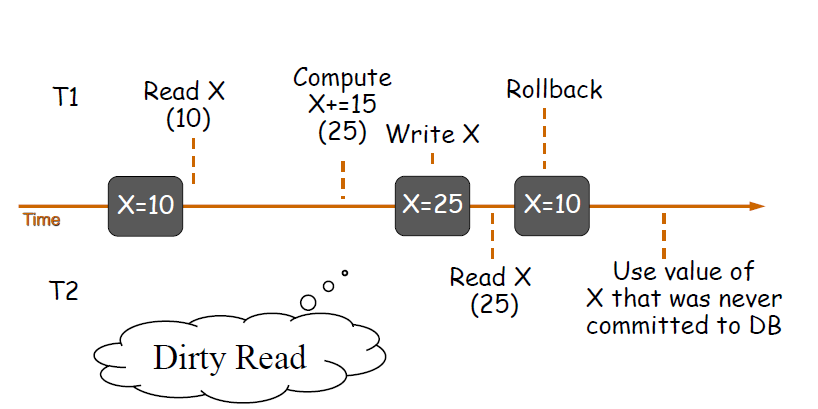 T1
Read X
(10)
Compute
X+=15
(25)
Write X
Rollback
X=10
X=25
X=10
Time
T2
Read X
(25)
Use value of
X that was never
committed to DB
Dirty Read